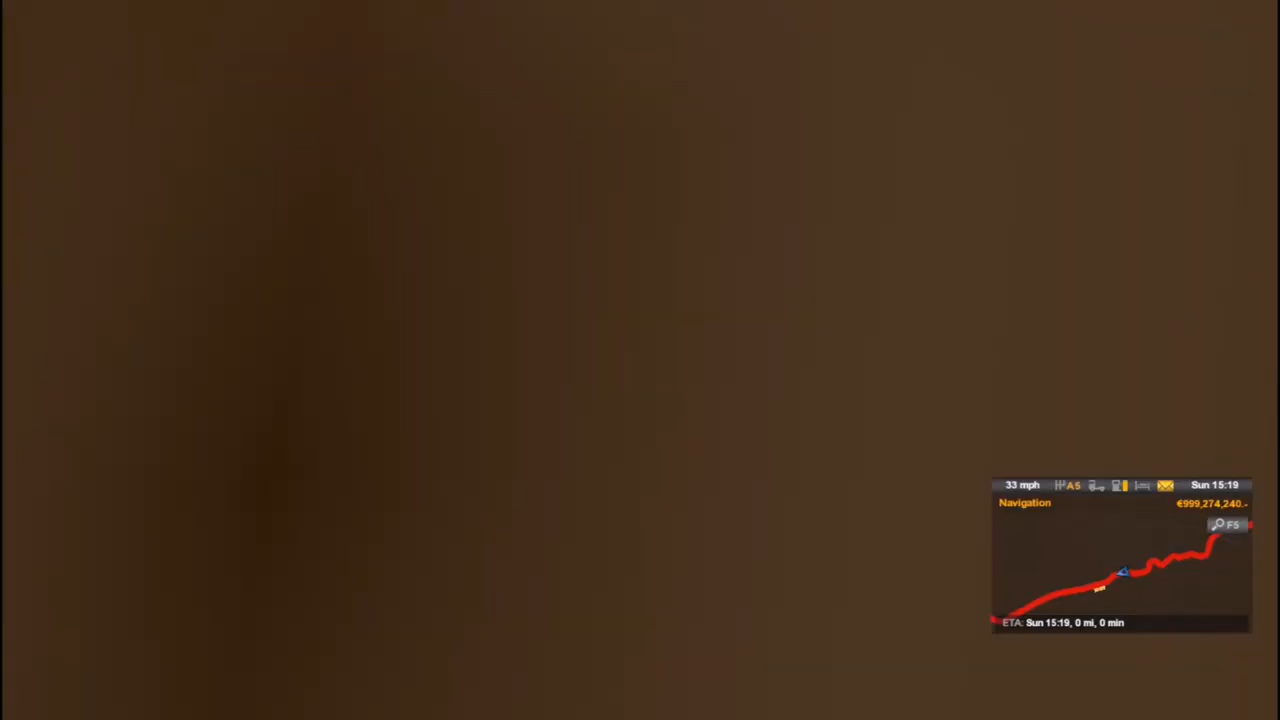 33 mph A5 Sun 15:19
Navigation €999,274,240.-
F5
ETA: Sun 15:19, 0 mi, 0 min